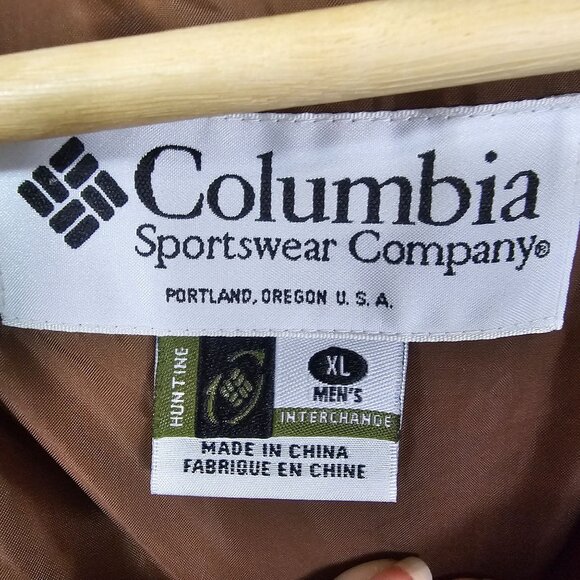 Columbia
Sportswear Company®
PORTLAND, OREGON U.S.A.
HUNTING
XL
MEN'S
INTERCHANGE
MADE IN CHINA
FABRIQUE EN CHINE